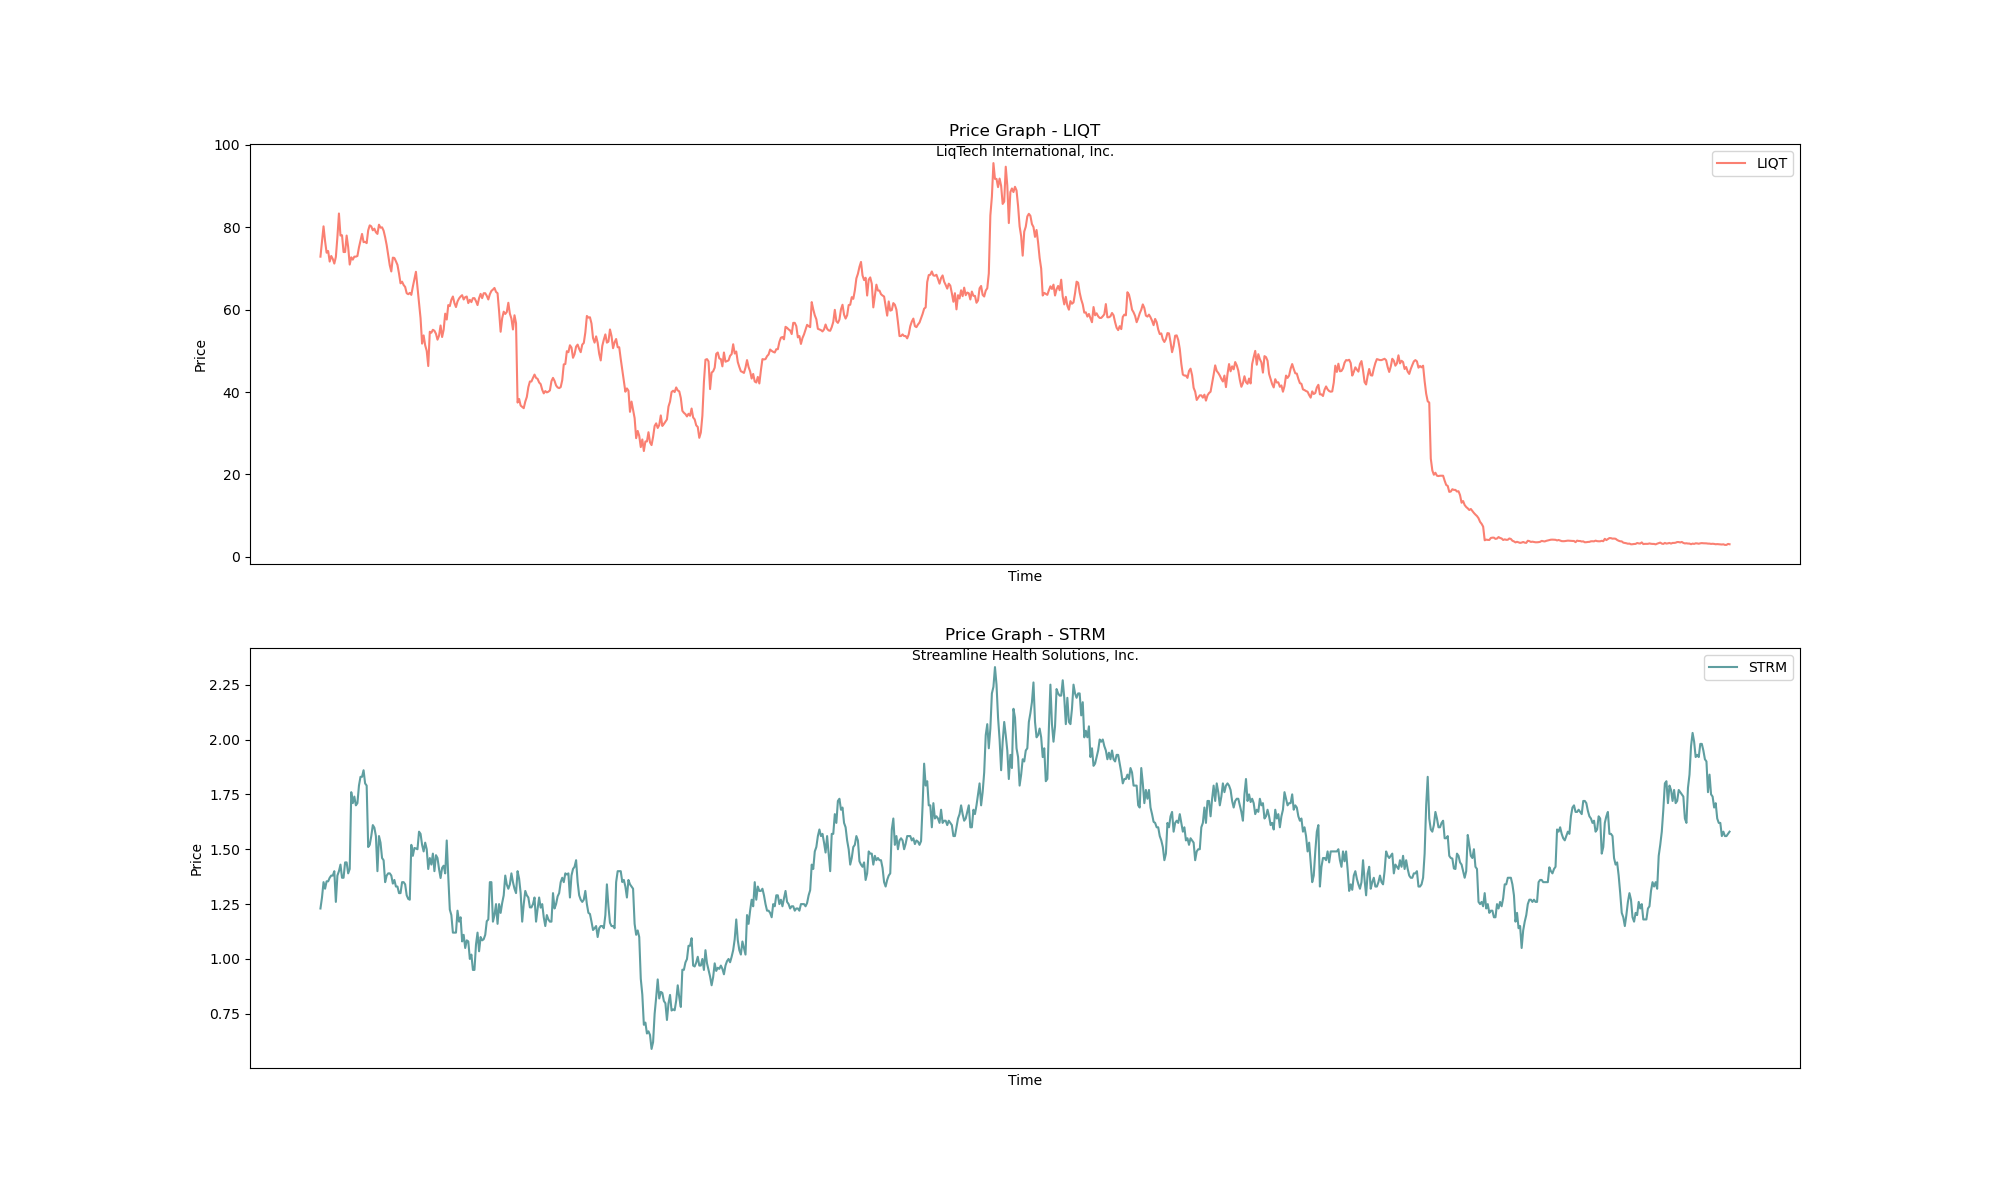 Price Graph - LIQT
LiqTech International, Inc.
LIQT
100
80
60
40
20
0
Price
Time
Price Graph - STRM
Streamline Health Solutions, Inc.
STRM
2.25
2.00
1.75
1.50
1.25
1.00
0.75
Price
Time